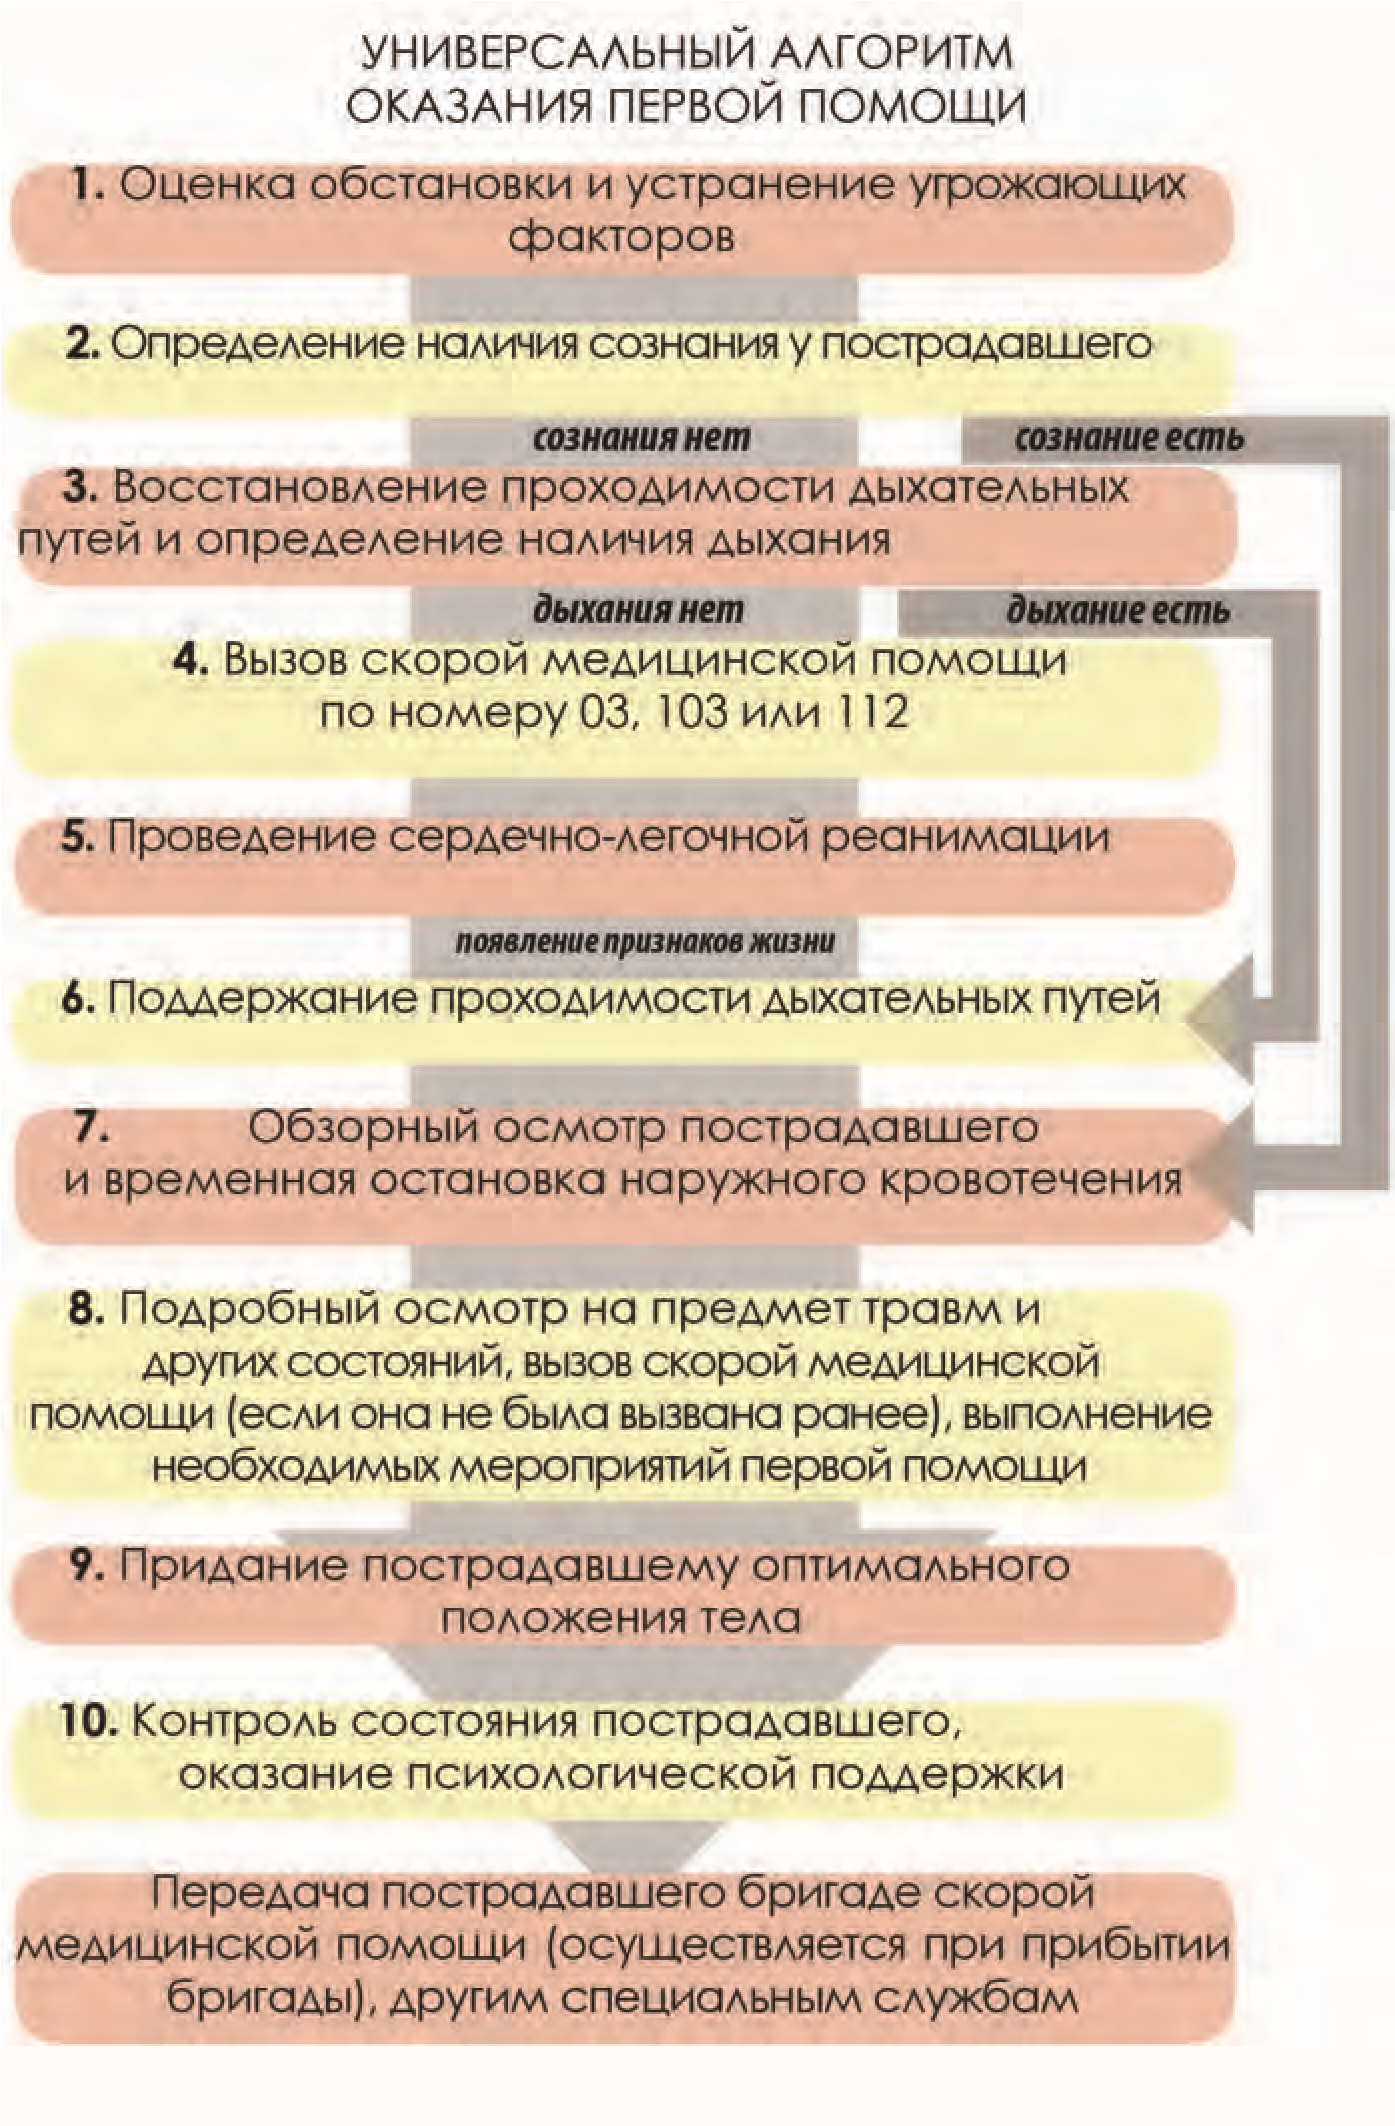 УНИВЕРСАЛЬНЫЙ АЛГОРИТМ
ОКАЗАНИЯ ПЕРВОЙ ПОМОЩИ
1. Оценка обстановки и устранение угрожающих
факторов
2. Определение наличия сознания у пострадавшего
сознания нет
сознание есть
3. Восстановление проходимости дыхательных
путей и определение наличия дыхания
дыхания нет
дыхание есть
4. Вызов скорой медицинской помощи
по номеру 03, 103 или 112
5. Проведение сердечно-легочной реанимации
появление признаков жизни
6. Поддержание проходимости дыхательных путей
7. Обзорный осмотр пострадавшего
и временная остановка наружного кровотечения
8. Подробный осмотр на предмет травм и
других состояний, вызов скорой медицинской
помощи (если она не была вызвана ранее), выполнение
необходимых мероприятий первой помощи
9. Придание пострадавшему оптимального
положения тела
10. Контроль состояния пострадавшего,
оказание психологической поддержки
Передача пострадавшего бригаде скорой
медицинской помощи (осуществляется при прибытии
бригады), другим специальным службам